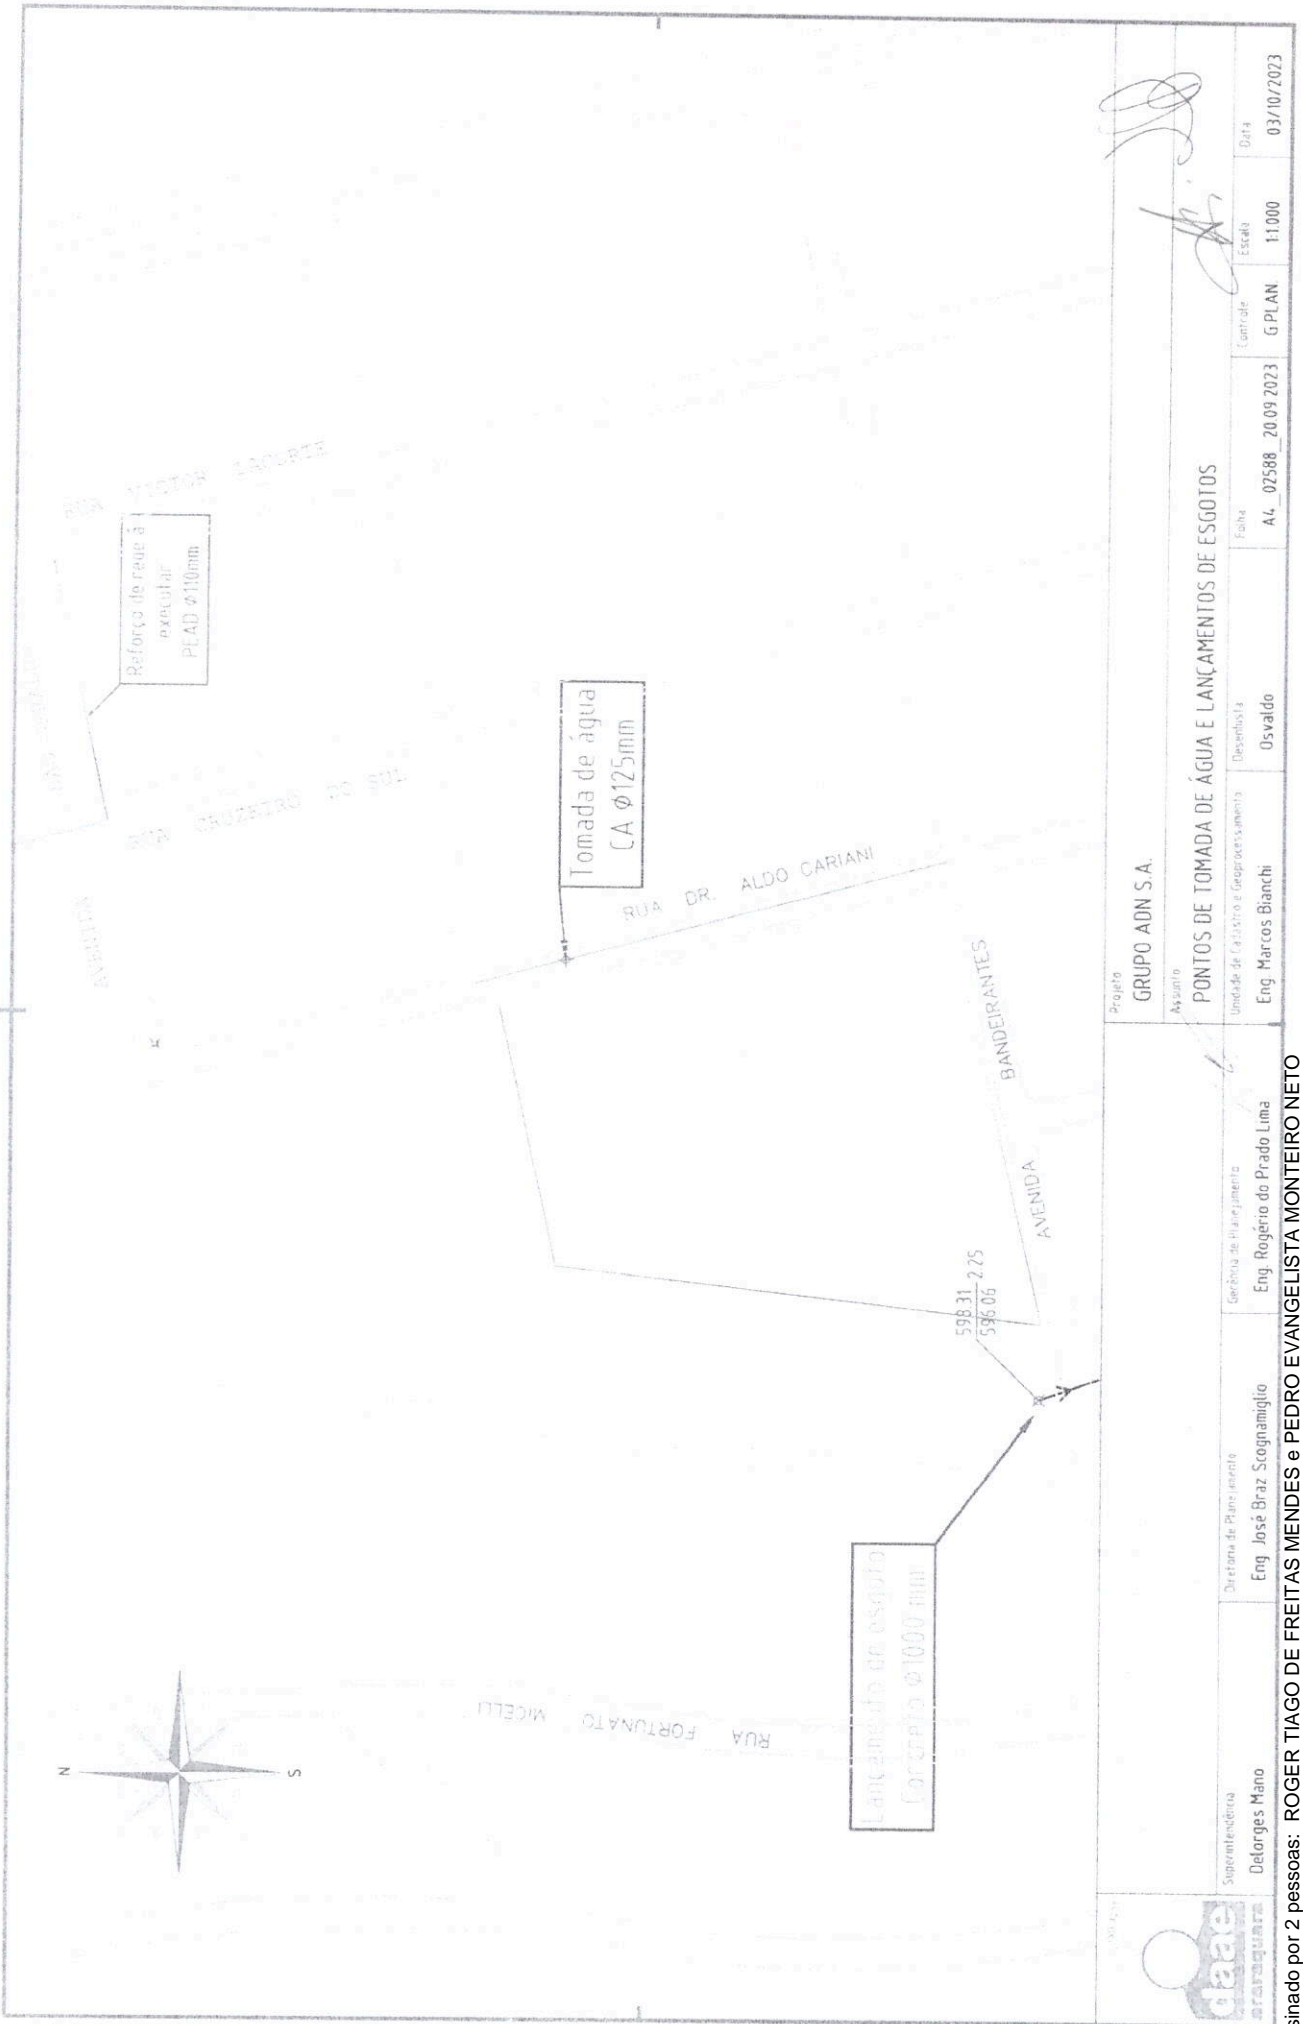 N
S
RUA VICTOR LACORTE
Reforço de rede à
executar
PEAD ø110mm
RUA CRUZEIRO DO SUL
AVENIDA
Tomada de água
CA ø125mm
RUA DR. ALDO CARIANI
AVENIDA BANDEIRANTES
598.31
596.06
2.25
Lançamento de esgoto
Concreto ø1000 mm
RUA FORTUNATO MICELLI
daae
araraquara
Superintendência
Delorges Mano
Diretoria de Planejamento
Eng. José Braz Scognamiglio
Gerência de Planejamento
Eng. Rogério do Prado Lima
Projeto
GRUPO ADN S.A.
Assunto
PONTOS DE TOMADA DE ÁGUA E LANÇAMENTOS DE ESGOTOS
Unidade de Cadastro e Geoprocessamento
Eng. Marcos Bianchi
Desenhista
Osvaldo
Folha
A4_02588_20.09.2023
Controle
G.PLAN.
Escala
1:1.000
Data
03/10/2023
sinado por 2 pessoas: ROGER TIAGO DE FREITAS MENDES e PEDRO EVANGELISTA MONTEIRO NETO